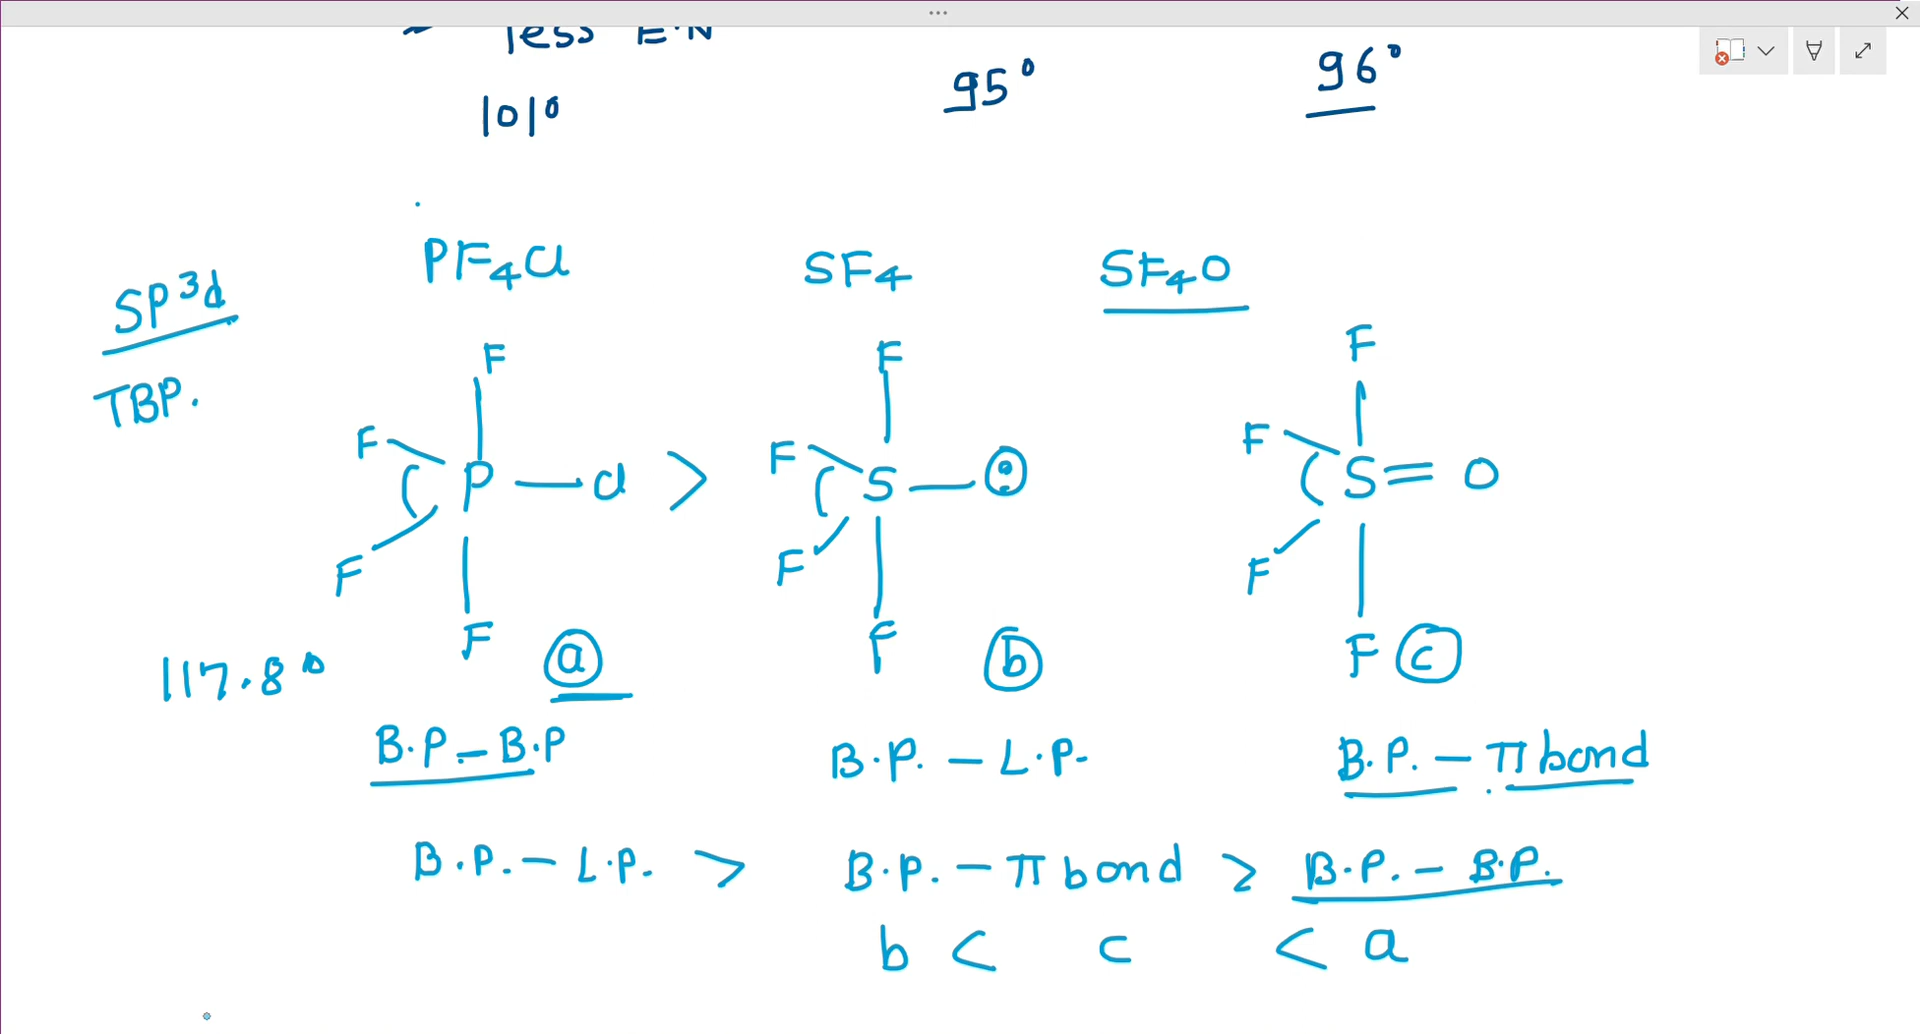 less E·N
101° 95° 96°
PF4Cl SF4 SF4O
SP³d
TBP.
F F F
F F F
P — Cl > S — : S = O
F F F
F F F
117.8° a b c
B.P. – B.P B.P. – L.P. B.P. – π bond
B.P. – L.P. > B.P. – π bond > B.P. – B.P.
b < c < a